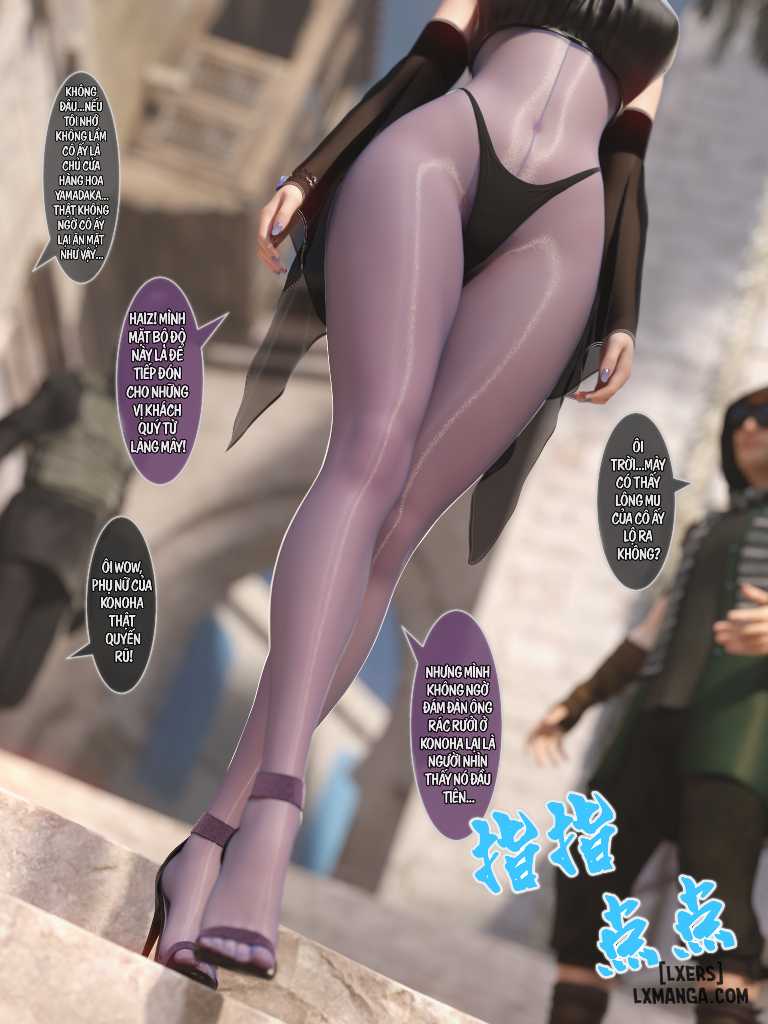 KHÔNG
ĐÂU...NẾU
TÔI NHỚ
KHÔNG LẦM
CÔ ẤY LÀ
CHỦ CỬA
HÀNG HOA
YAMADAKA...
THẬT KHÔNG
NGỜ CÔ ẤY
LẠI ĂN MẶT
NHƯ VẬY...
HAIZ! MÌNH
MẶT BỘ ĐỒ
NÀY LÀ ĐỂ
TIẾP ĐÓN
CHO NHỮNG
VỊ KHÁCH
QUÝ TỪ
LÀNG MÂY!
ÔI
TRỜI...MÀY
CÓ THẤY
LÔNG MU
CỦA CÔ ẤY
LỘ RA
KHÔNG?
ÔI WOW,
PHỤ NỮ CỦA
KONOHA
THẬT
QUYẾN
RŨ!
NHƯNG MÌNH
KHÔNG NGỜ
ĐÁM ĐÀN ÔNG
RÁC RƯỞI Ở
KONOHA LẠI LÀ
NGƯỜI NHÌN
THẤY NÓ ĐẦU
TIÊN...
指指
点点
[LXERS]
LXMANGA.COM